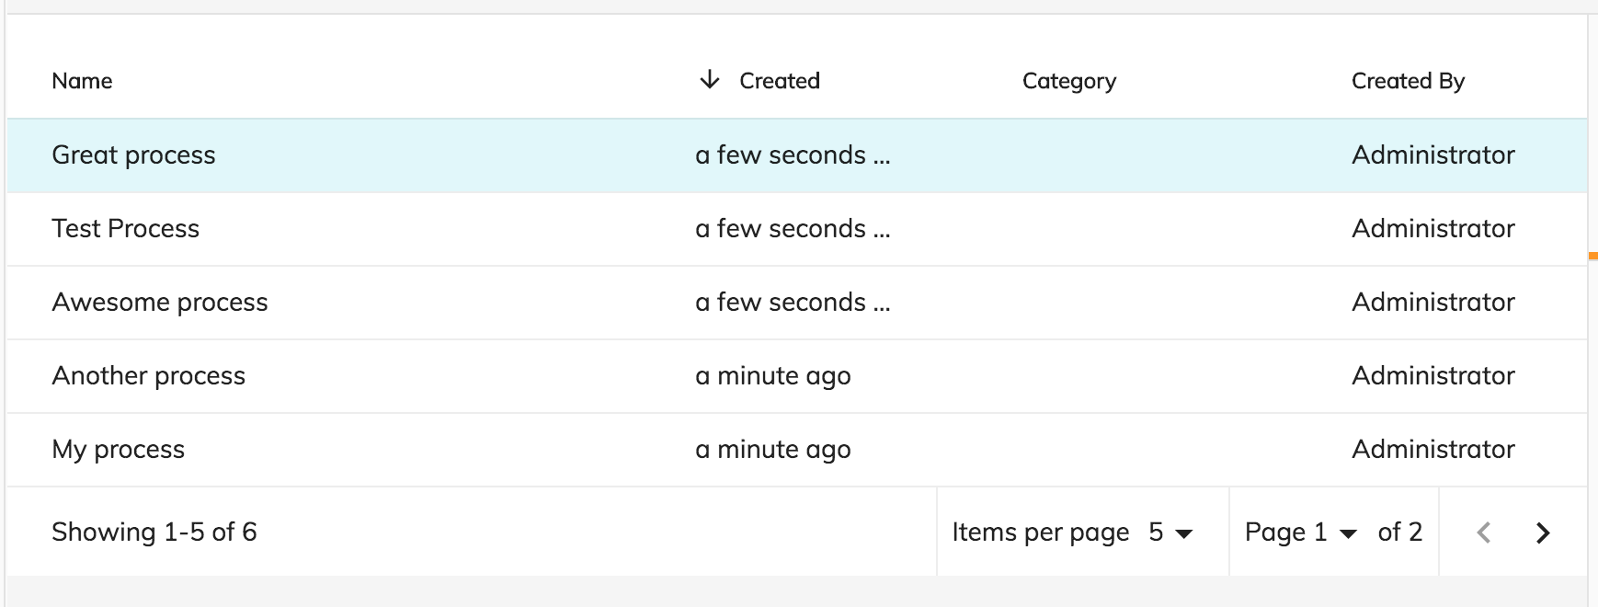 Name Created Category Created By
Great process a few seconds ... Administrator
Test Process a few seconds ... Administrator
Awesome process a few seconds ... Administrator
Another process a minute ago Administrator
My process a minute ago Administrator
Showing 1-5 of 6 Items per page 5 Page 1 of 2